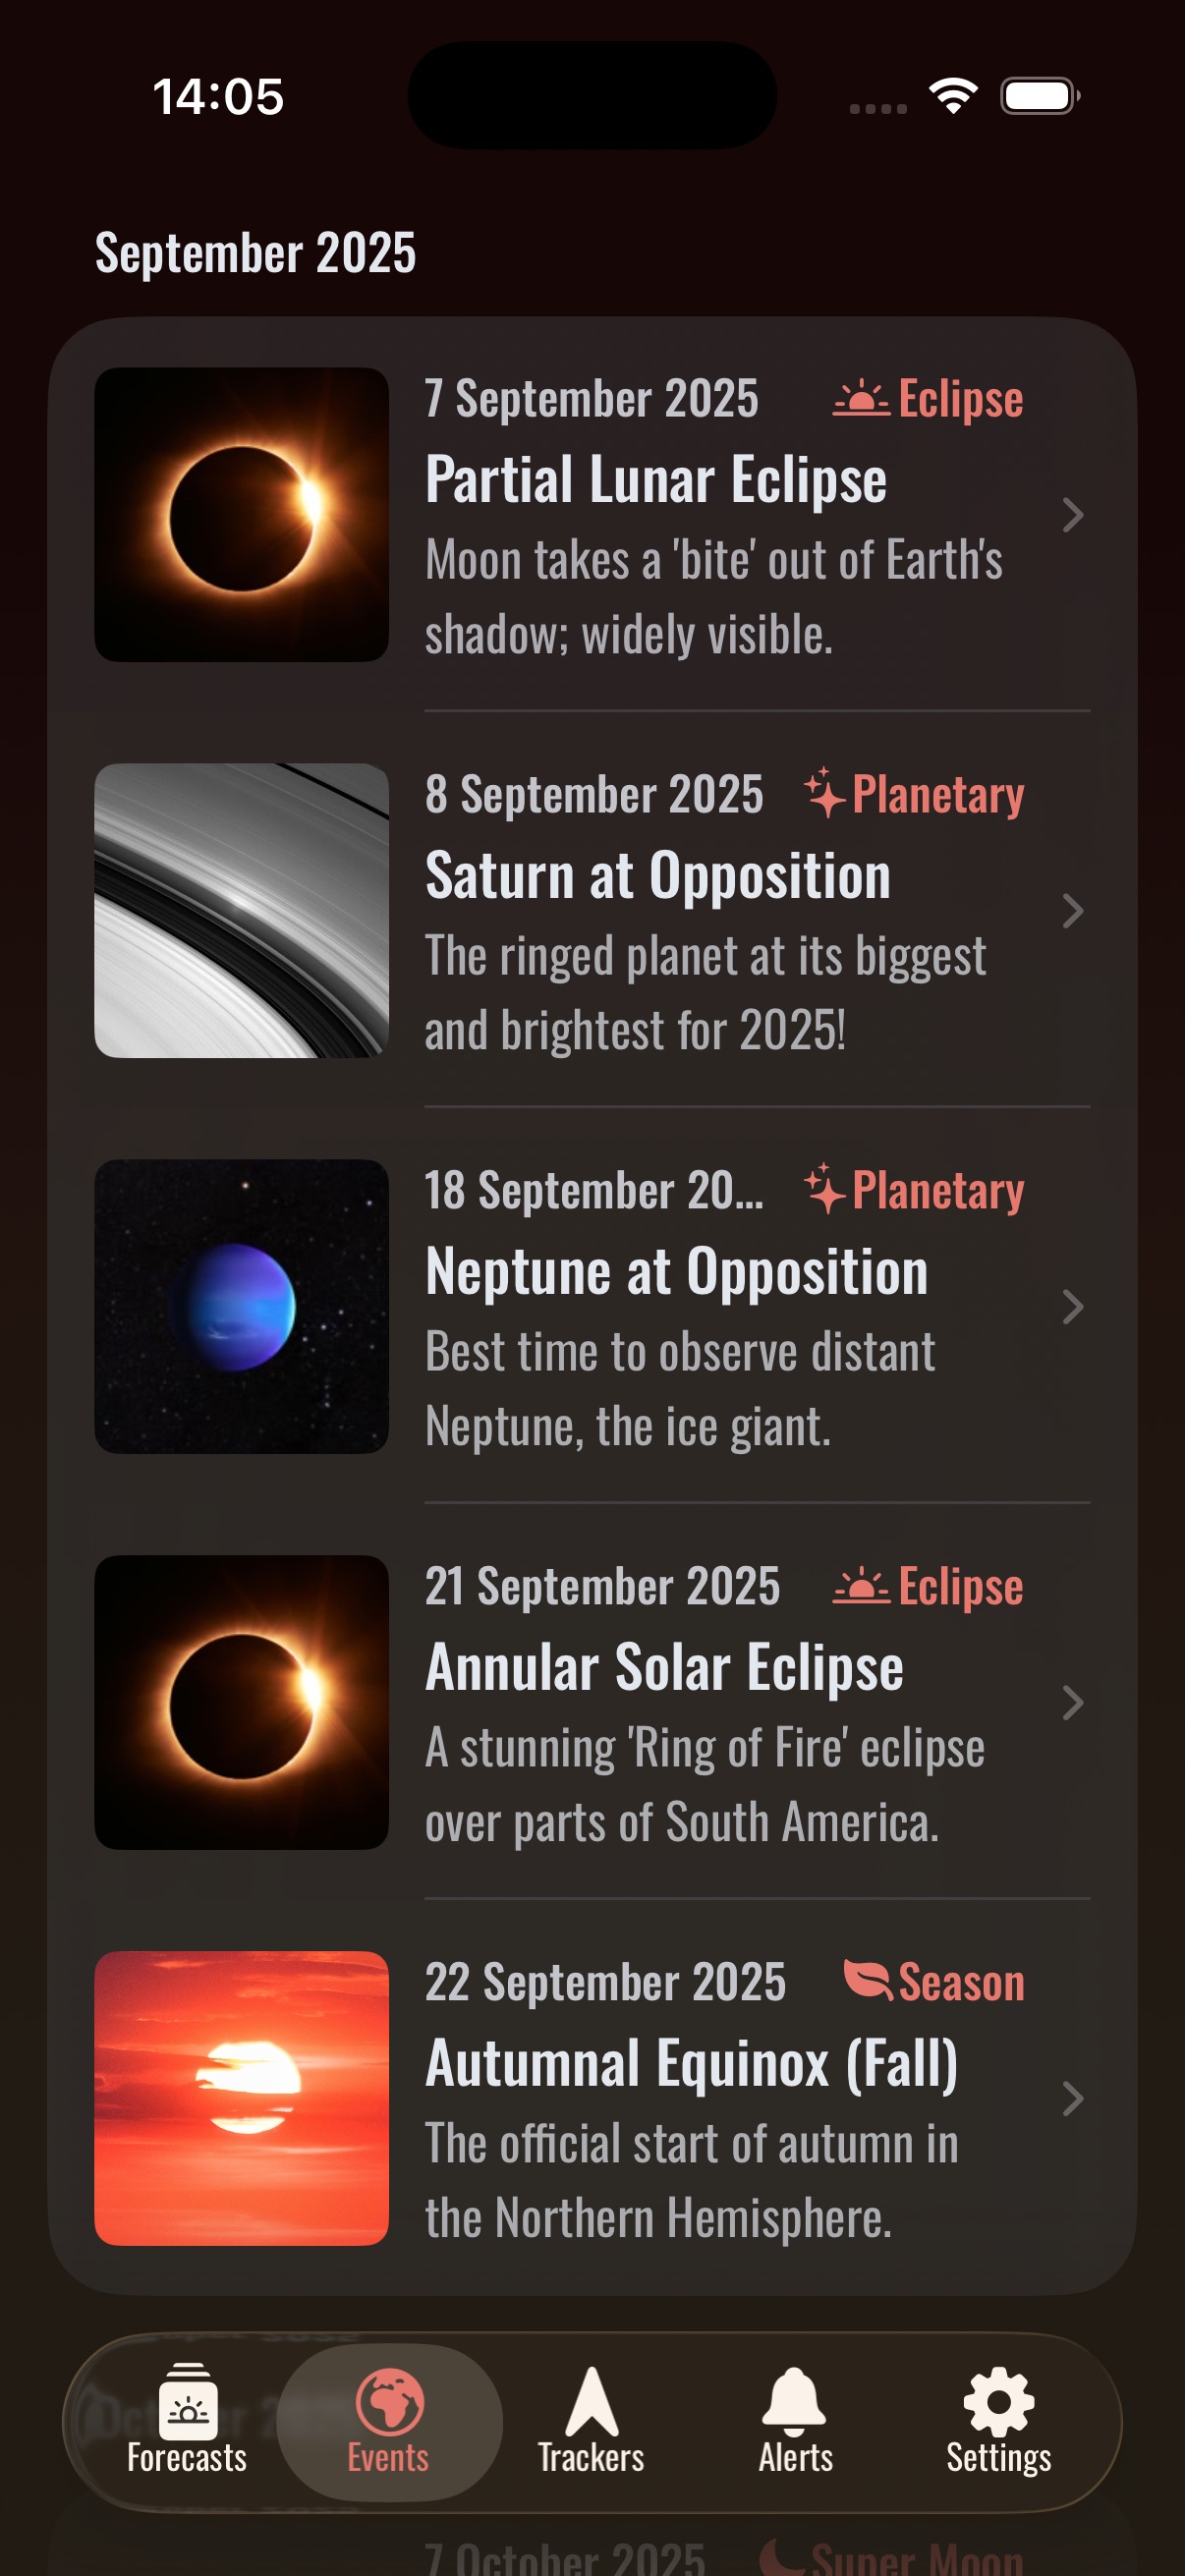 14:05
September 2025
7 September 2025 Eclipse
Partial Lunar Eclipse
Moon takes a 'bite' out of Earth's
shadow; widely visible.
8 September 2025 Planetary
Saturn at Opposition
The ringed planet at its biggest
and brightest for 2025!
18 September 20... Planetary
Neptune at Opposition
Best time to observe distant
Neptune, the ice giant.
21 September 2025 Eclipse
Annular Solar Eclipse
A stunning 'Ring of Fire' eclipse
over parts of South America.
22 September 2025 Season
Autumnal Equinox (Fall)
The official start of autumn in
the Northern Hemisphere.
Forecasts Events Trackers Alerts Settings
7 October 2025 Super Moon